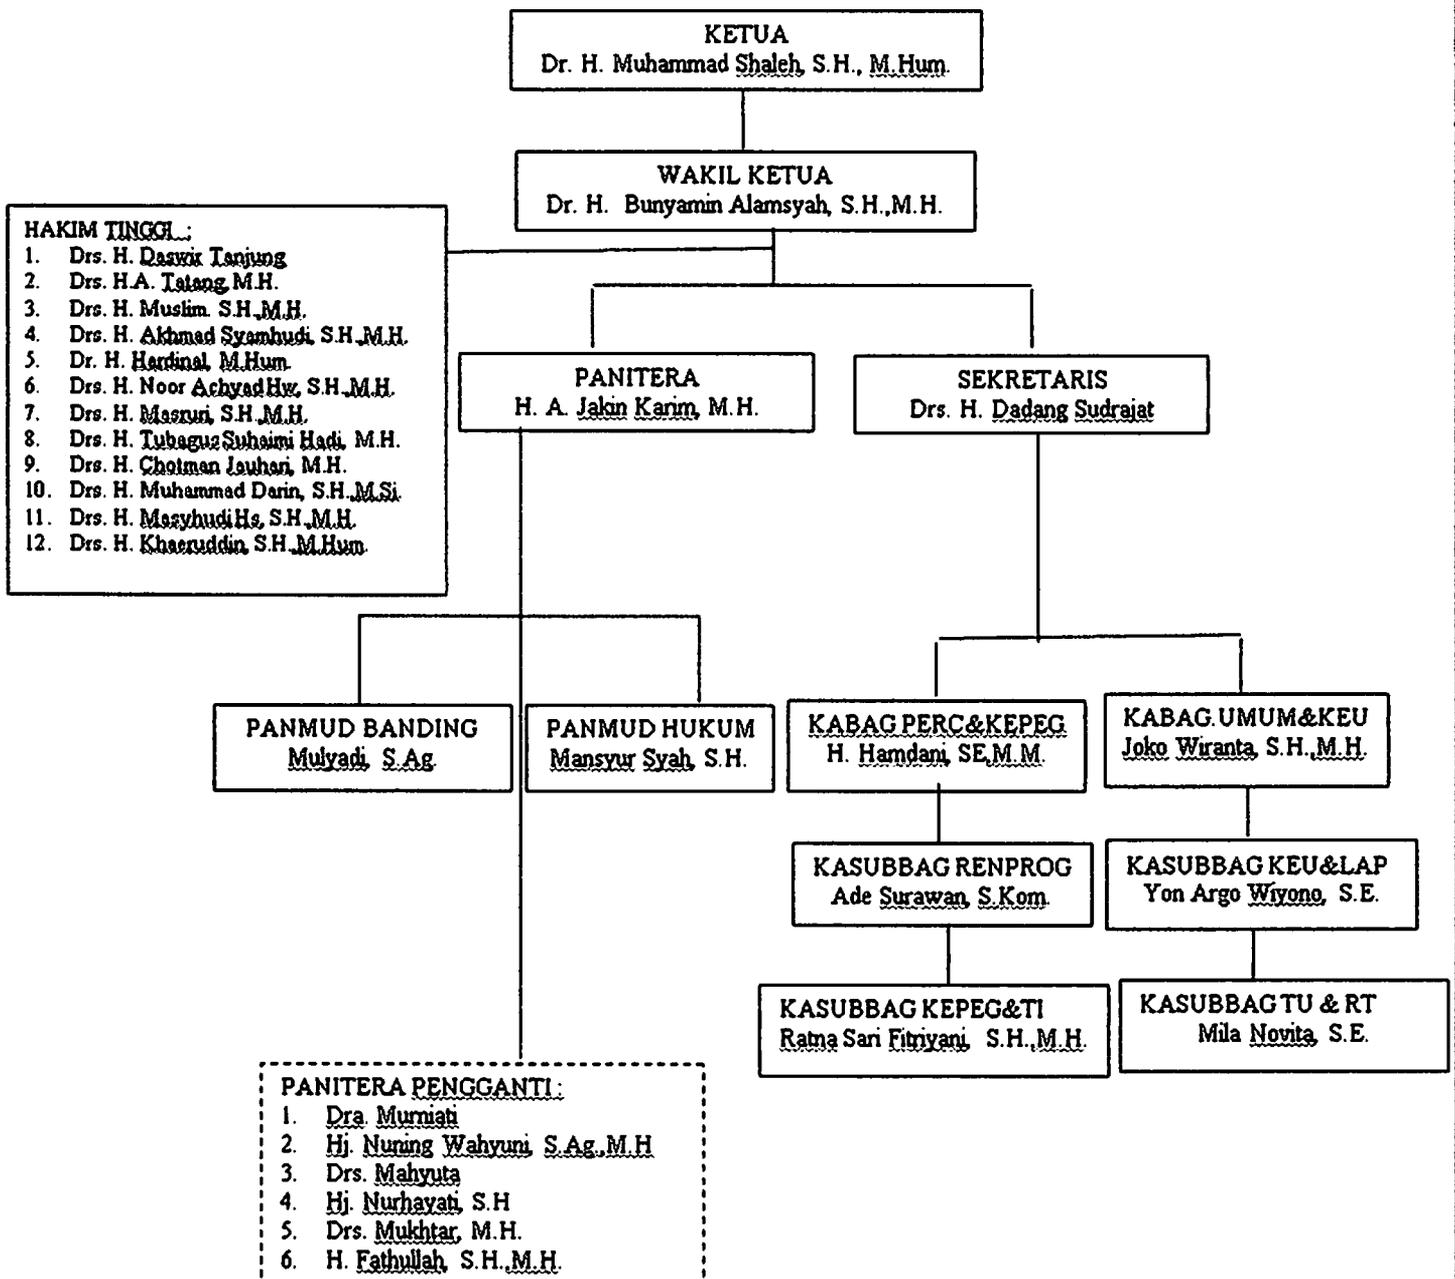 KETUA
Dr. H. Muhammad Shaleh, S.H., M.Hum.
WAKIL KETUA
Dr. H. Bunyamin Alamsyah, S.H.,M.H.
HAKIM TINGGI :
1. Drs. H. Daswir Tanjung
2. Drs. H.A. Tatang, M.H.
3. Drs. H. Muslim. S.H.,M.H.
4. Drs. H. Akhmad Syamhudi, S.H.,M.H.
5. Dr. H. Hardinal, M.Hum.
6. Drs. H. Noor Achyad Hw, S.H.,M.H.
7. Drs. H. Masruri, S.H.,M.H.
8. Drs. H. Tubagus Suhaimi Hadi, M.H.
9. Drs. H. Chotman Jauhari, M.H.
10. Drs. H. Muhammad Darin, S.H.,M.Si.
11. Drs. H. Masyhudi Hs, S.H.,M.H.
12. Drs. H. Khaeruddin, S.H.,M.Hum.
PANITERA
H. A. Jakin Karim, M.H.
SEKRETARIS
Drs. H. Dadang Sudrajat
PANMUD BANDING
Mulyadi, S.Ag.
PANMUD HUKUM
Mansyur Syah, S.H.
KABAG PERC&KEPEG
H. Hamdani, SE,M.M.
KABAG.UMUM&KEU
Joko Wiranta, S.H.,M.H.
KASUBBAG RENPROG
Ade Surawan, S.Kom.
KASUBBAG KEU&LAP
Yon Argo Wiyono, S.E.
KASUBBAG KEPEG&TI
Ratna Sari Fitriyani, S.H.,M.H.
KASUBBAG TU & RT
Mila Novita, S.E.
PANITERA PENGGANTI :
1. Dra. Murniati
2. Hj. Nuning Wahyuni, S.Ag.,M.H
3. Drs. Mahyuta
4. Hj. Nurhayati, S.H
5. Drs. Mukhtar, M.H.
6. H. Fathullah, S.H.,M.H.